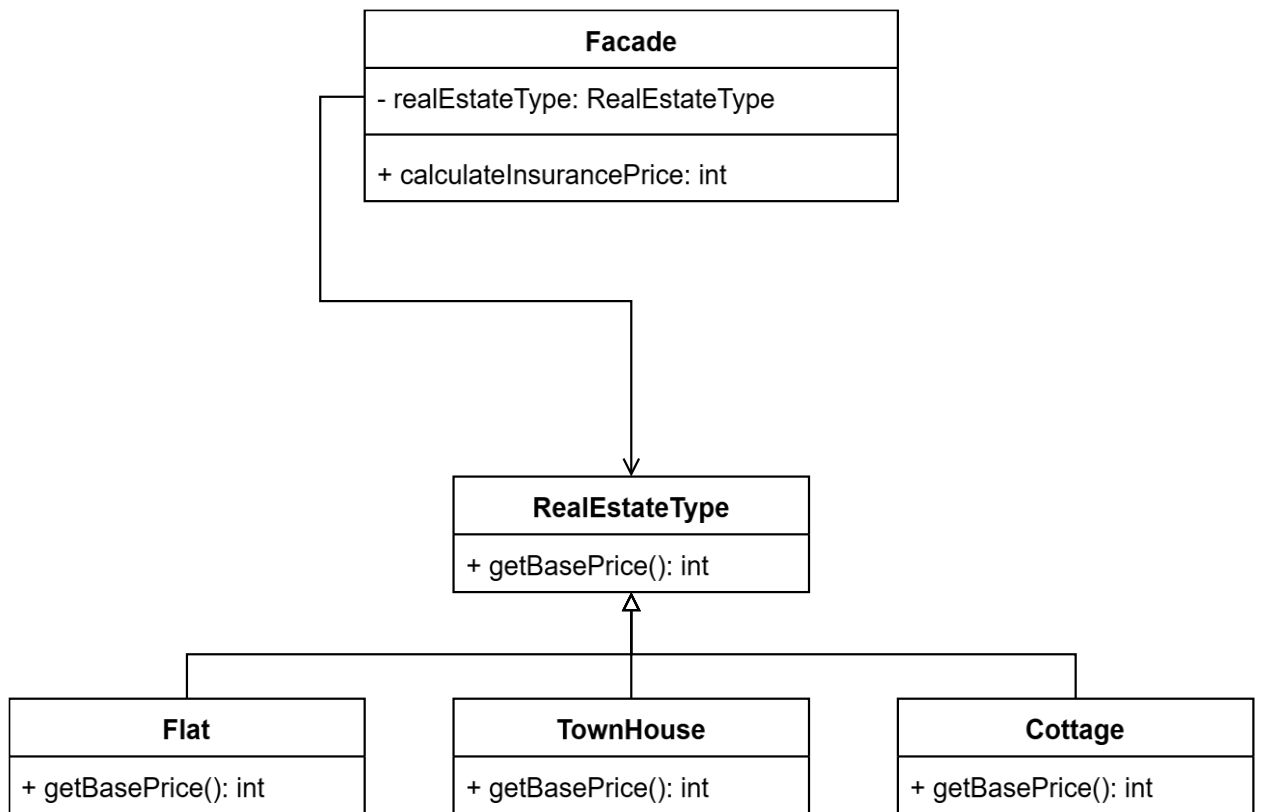 Facade
- realEstateType: RealEstateType
+ calculateInsurancePrice: int
RealEstateType
+ getBasePrice(): int
Flat
TownHouse
Cottage
+ getBasePrice(): int
+ getBasePrice(): int
+ getBasePrice(): int